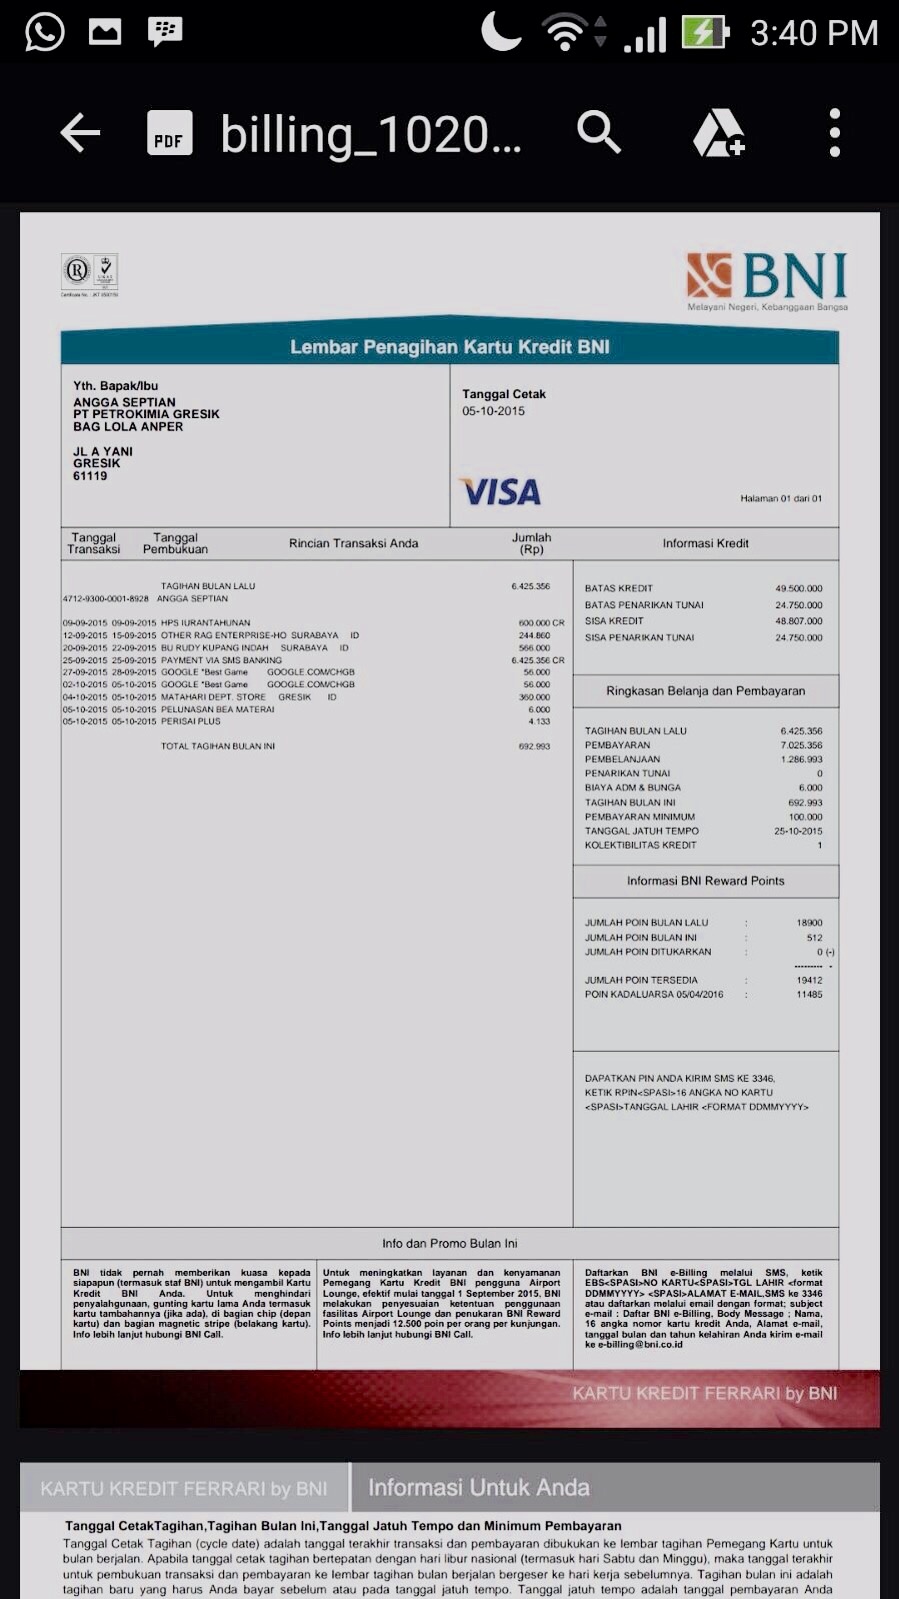 3:40 PM
PDF billing_1020...
BNI
Melayani Negeri, Kebanggaan Bangsa
Lembar Penagihan Kartu Kredit BNI
Yth. Bapak/Ibu
ANGGA SEPTIAN
PT PETROKIMIA GRESIK
BAG LOLA ANPER
JL A YANI
GRESIK
61119
Tanggal Cetak
05-10-2015
VISA
Halaman 01 dari 01
Tanggal Transaksi Tanggal Pembukuan Rincian Transaksi Anda Jumlah (Rp)
TAGIHAN BULAN LALU 6.425.356
4712-9300-0001-8928 ANGGA SEPTIAN
09-09-2015 09-09-2015 HPS IURANTAHUNAN 600.000 CR
12-09-2015 15-09-2015 OTHER RAG ENTERPRISE-HO SURABAYA ID 244.860
20-09-2015 22-09-2015 BU RUDY KUPANG INDAH SURABAYA ID 566.000
25-09-2015 25-09-2015 PAYMENT VIA SMS BANKING 6.425.356 CR
27-09-2015 28-09-2015 GOOGLE *Best Game GOOGLE.COM/CHGB 56.000
02-10-2015 05-10-2015 GOOGLE *Best Game GOOGLE.COM/CHGB 56.000
04-10-2015 05-10-2015 MATAHARI DEPT. STORE GRESIK ID 360.000
05-10-2015 05-10-2015 PELUNASAN BEA MATERAI 6.000
05-10-2015 05-10-2015 PERISAI PLUS 4.133
TOTAL TAGIHAN BULAN INI 692.993
Informasi Kredit
BATAS KREDIT 49.500.000
BATAS PENARIKAN TUNAI 24.750.000
SISA KREDIT 48.807.000
SISA PENARIKAN TUNAI 24.750.000
Ringkasan Belanja dan Pembayaran
TAGIHAN BULAN LALU 6.425.356
PEMBAYARAN 7.025.356
PEMBELANJAAN 1.286.993
PENARIKAN TUNAI 0
BIAYA ADM & BUNGA 6.000
TAGIHAN BULAN INI 692.993
PEMBAYARAN MINIMUM 100.000
TANGGAL JATUH TEMPO 25-10-2015
KOLEKTIBILITAS KREDIT 1
Informasi BNI Reward Points
JUMLAH POIN BULAN LALU : 18900
JUMLAH POIN BULAN INI : 512
JUMLAH POIN DITUKARKAN : 0 (-)
--------- -
JUMLAH POIN TERSEDIA : 19412
POIN KADALUARSA 05/04/2016 : 11485
DAPATKAN PIN ANDA KIRIM SMS KE 3346,
KETIK RPIN<SPASI>16 ANGKA NO KARTU
<SPASI>TANGGAL LAHIR <FORMAT DDMMYYYY>
Info dan Promo Bulan Ini
BNI tidak pernah memberikan kuasa kepada
siapapun (termasuk staf BNI) untuk mengambil Kartu
Kredit BNI Anda. Untuk menghindari
penyalahgunaan, gunting kartu lama Anda termasuk
kartu tambahannya (jika ada), di bagian chip (depan
kartu) dan bagian magnetic stripe (belakang kartu).
Info lebih lanjut hubungi BNI Call.
Untuk meningkatkan layanan dan kenyamanan
Pemegang Kartu Kredit BNI pengguna Airport
Lounge, efektif mulai tanggal 1 September 2015, BNI
melakukan penyesuaian ketentuan penggunaan
fasilitas Airport Lounge dan penukaran BNI Reward
Points menjadi 12.500 poin per orang per kunjungan.
Info lebih lanjut hubungi BNI Call.
Daftarkan BNI e-Billing melalui SMS, ketik
EBS<SPASI>NO KARTU<SPASI>TGL LAHIR <format
DDMMYYYY> <SPASI>ALAMAT E-MAIL,SMS ke 3346
atau daftarkan melalui email dengan format; subject
e-mail : Daftar BNI e-Billing, Body Message ; Nama,
16 angka nomor kartu kredit Anda, Alamat e-mail,
tanggal bulan dan tahun kelahiran Anda kirim e-mail
ke e-billing@bni.co.id
KARTU KREDIT FERRARI by BNI
KARTU KREDIT FERRARI by BNI
Informasi Untuk Anda
Tanggal CetakTagihan,Tagihan Bulan Ini,Tanggal Jatuh Tempo dan Minimum Pembayaran
Tanggal Cetak Tagihan (cycle date) adalah tanggal terakhir transaksi dan pembayaran dibukukan ke lembar tagihan Pemegang Kartu untuk
bulan berjalan. Apabila tanggal cetak tagihan bertepatan dengan hari libur nasional (termasuk hari Sabtu dan Minggu), maka tanggal terakhir
untuk pembukuan transaksi dan pembayaran ke lembar tagihan bulan berjalan bergeser ke hari kerja sebelumnya. Tagihan bulan ini adalah
tagihan baru yang harus Anda bayar sebelum atau pada tanggal jatuh tempo. Tanggal jatuh tempo adalah tanggal pembayaran Anda